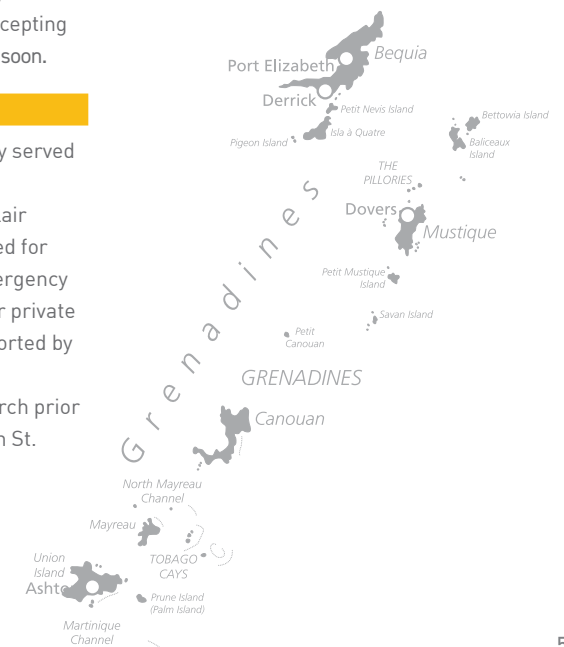 cepting
soon.
y served
air
ed for
ergency
r private
orted by
rch prior
n St.
Port Elizabeth
Bequia
Derrick
Petit Nevis Island
Isla à Quatre
Pigeon Island
Bettowia Island
Baliceaux
Island
THE
PILLORIES
Dovers
Mustique
Petit Mustique
Island
Savan Island
Petit
Canouan
Grenadines
GRENADINES
Canouan
North Mayreau
Channel
Mayreau
TOBAGO
CAYS
Union
Island
Ashto
Prune Island
(Palm Island)
Martinique
Channel